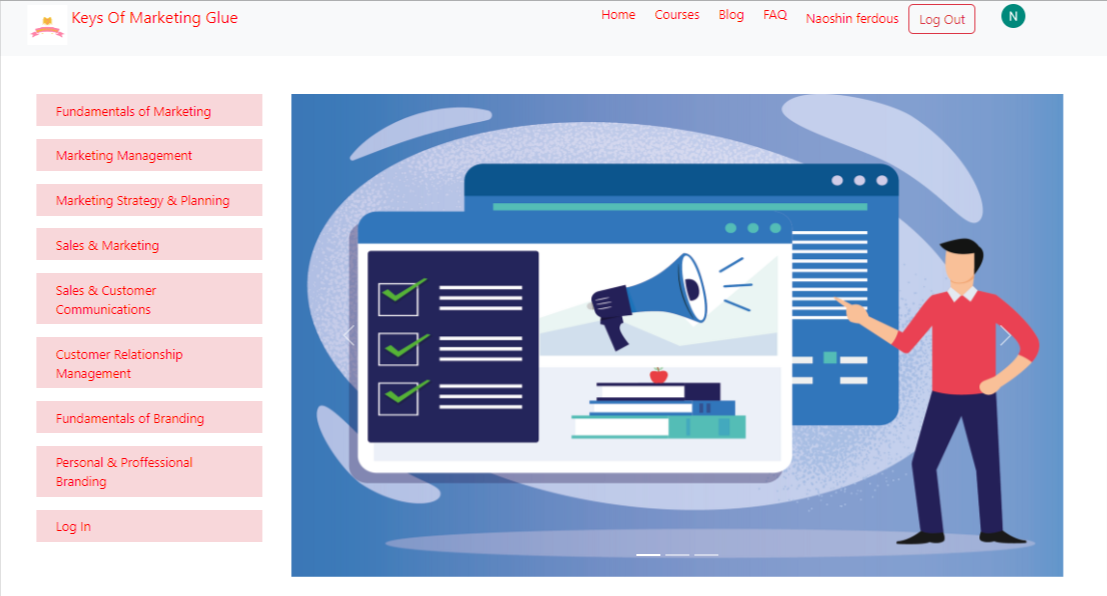 Keys Of Marketing Glue
Home Courses Blog FAQ Naoshin ferdous Log Out N
Fundamentals of Marketing
Marketing Management
Marketing Strategy & Planning
Sales & Marketing
Sales & Customer
Communications
Customer Relationship
Management
Fundamentals of Branding
Personal & Proffessional
Branding
Log In